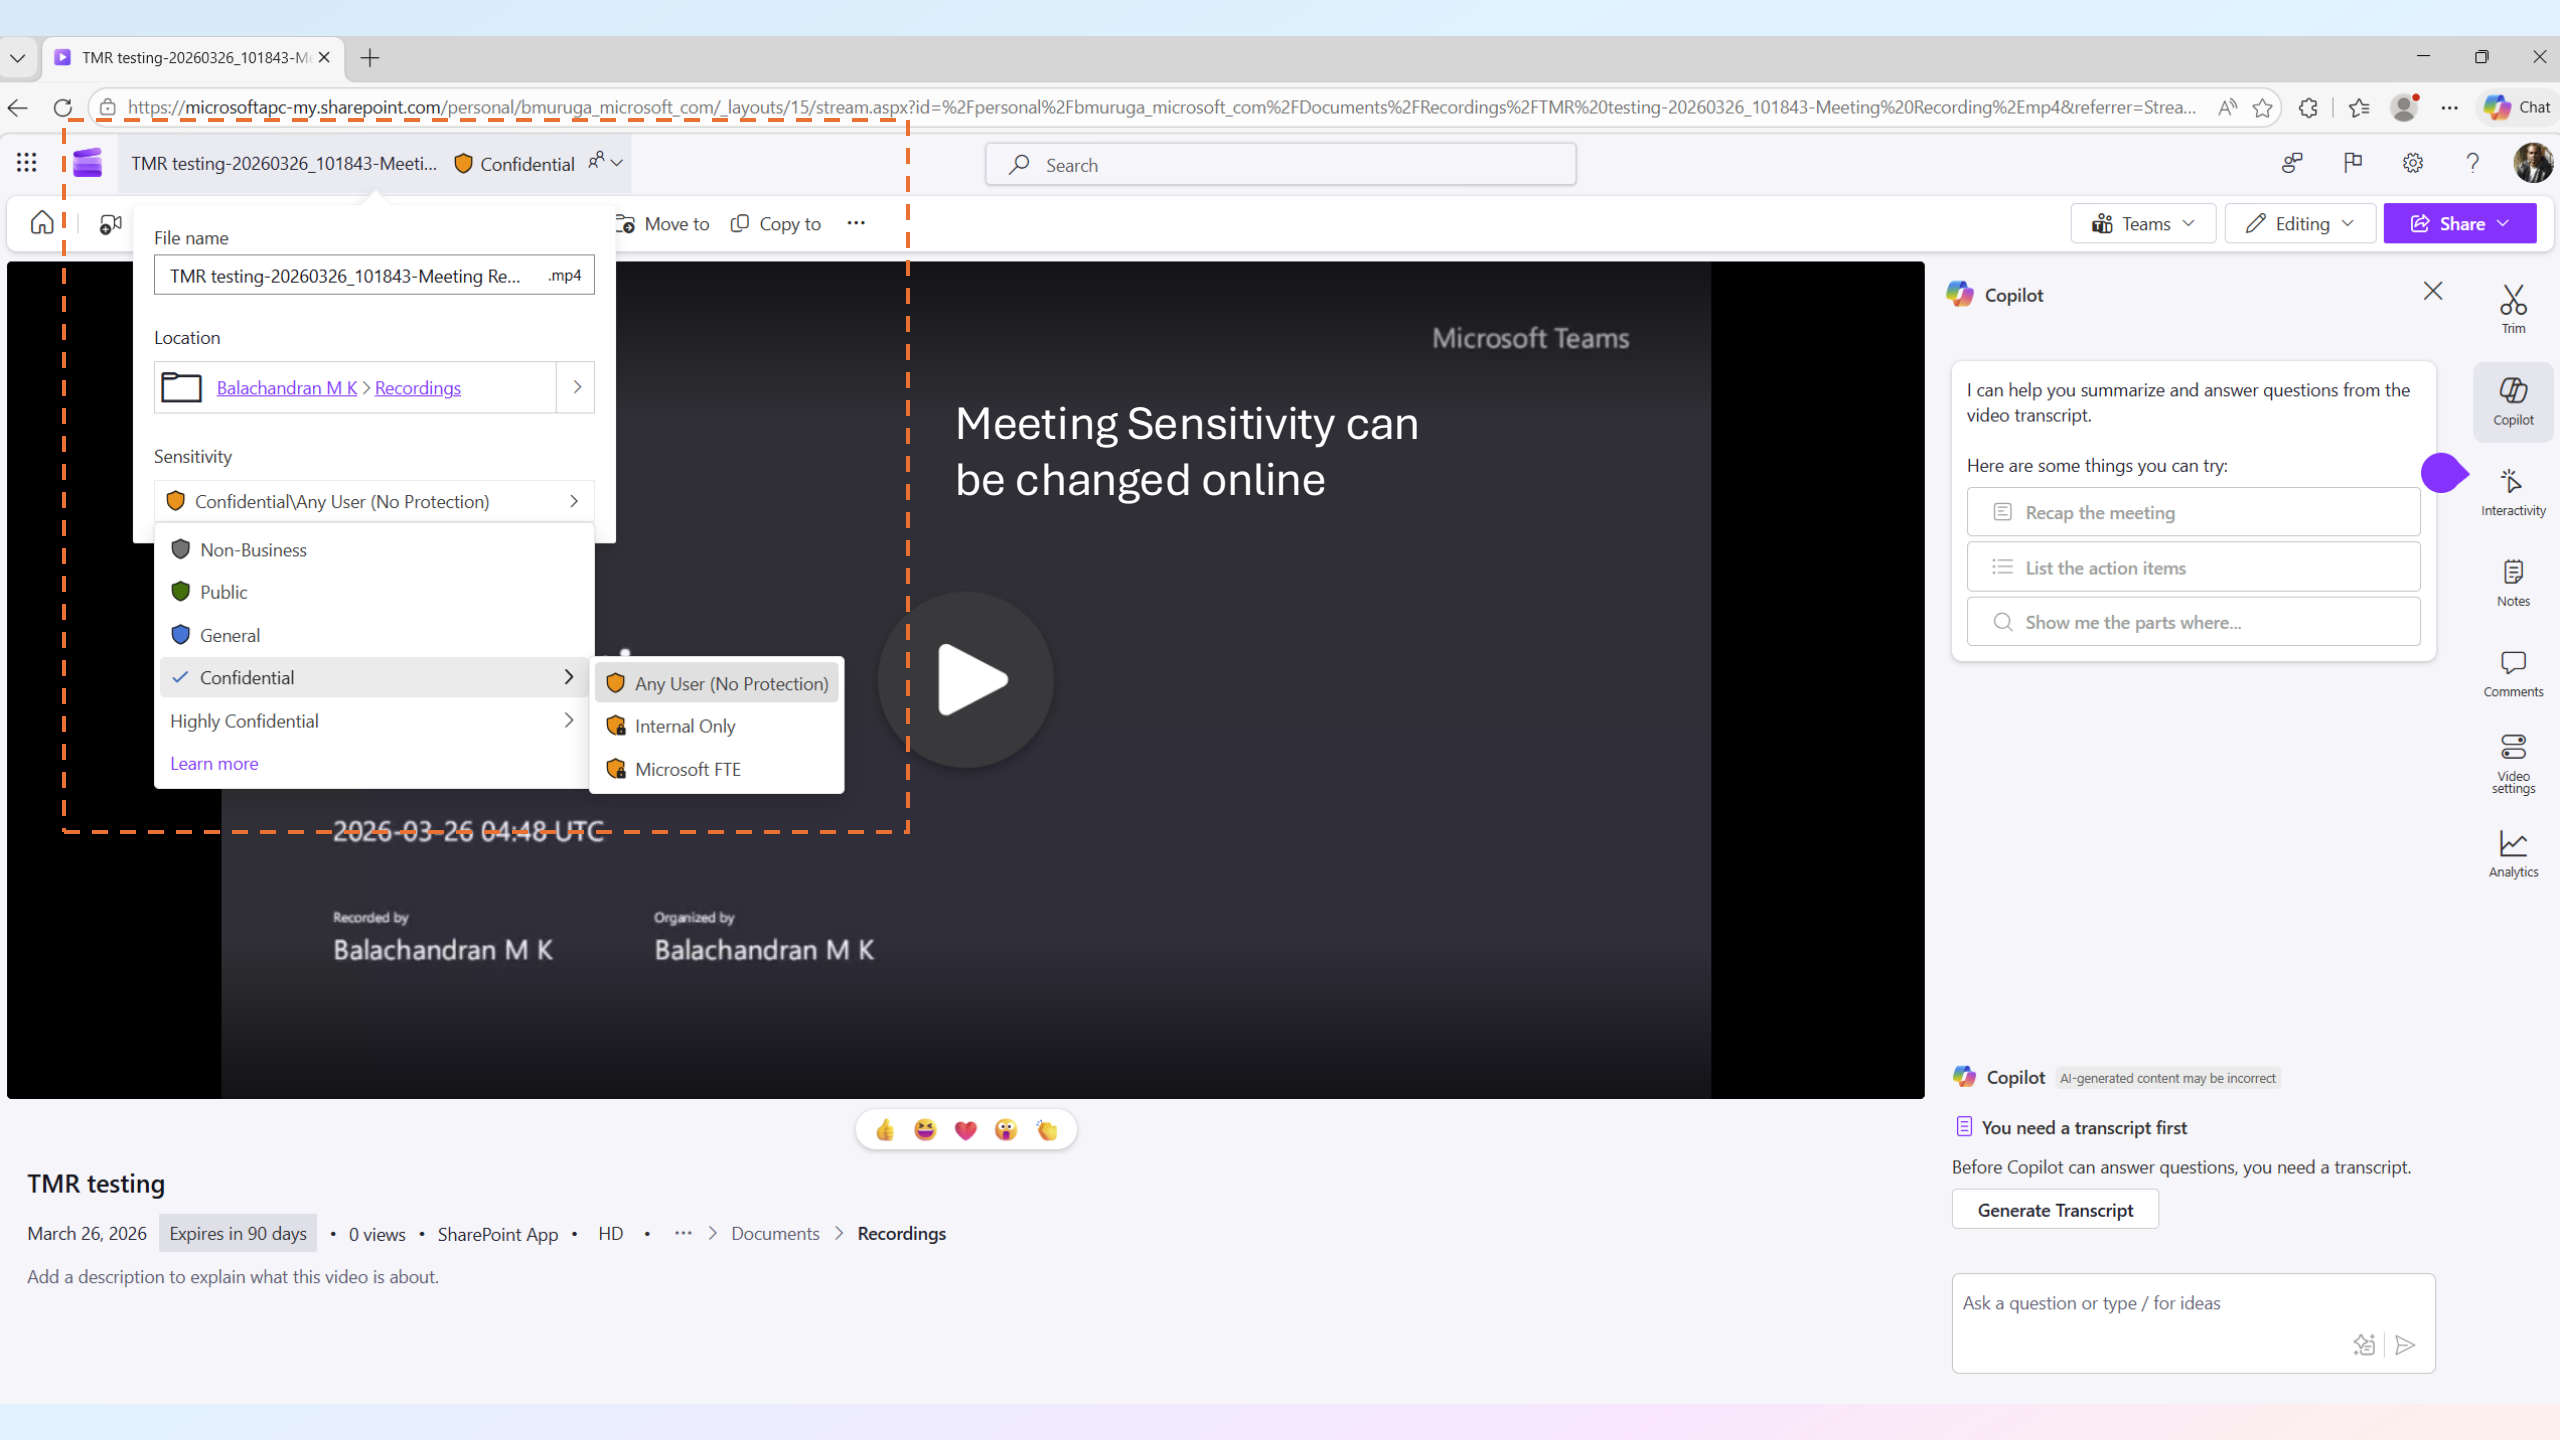 TMR testing-20260326_101843-Me
https://microsoftapc-my.sharepoint.com/personal/bmuruga_microsoft_com/_layouts/15/stream.aspx?id=%2Fpersonal%2Fbmuruga_microsoft_com%2FDocuments%2FRecordings%2FTMR%20testing-20260326_101843-Meeting%20Recording%2Emp4&referrer=Strea...
Chat
TMR testing-20260326_101843-Meeti...
Confidential
Search
Move to
Copy to
Teams
Editing
Share
File name
TMR testing-20260326_101843-Meeting Re...
.mp4
Location
Balachandran M K > Recordings
Sensitivity
Confidential\Any User (No Protection)
Non-Business
Public
General
Confidential
Highly Confidential
Learn more
Any User (No Protection)
Internal Only
Microsoft FTE
Microsoft Teams
Meeting Sensitivity can
be changed online
2026-03-26 04:48 UTC
Recorded by
Balachandran M K
Organized by
Balachandran M K
Copilot
I can help you summarize and answer questions from the
video transcript.
Here are some things you can try:
Recap the meeting
List the action items
Show me the parts where...
Trim
Copilot
Interactivity
Notes
Comments
Video
settings
Analytics
Copilot
AI-generated content may be incorrect
You need a transcript first
Before Copilot can answer questions, you need a transcript.
Generate Transcript
Ask a question or type / for ideas
TMR testing
March 26, 2026 Expires in 90 days • 0 views • SharePoint App • HD • ... > Documents > Recordings
Add a description to explain what this video is about.